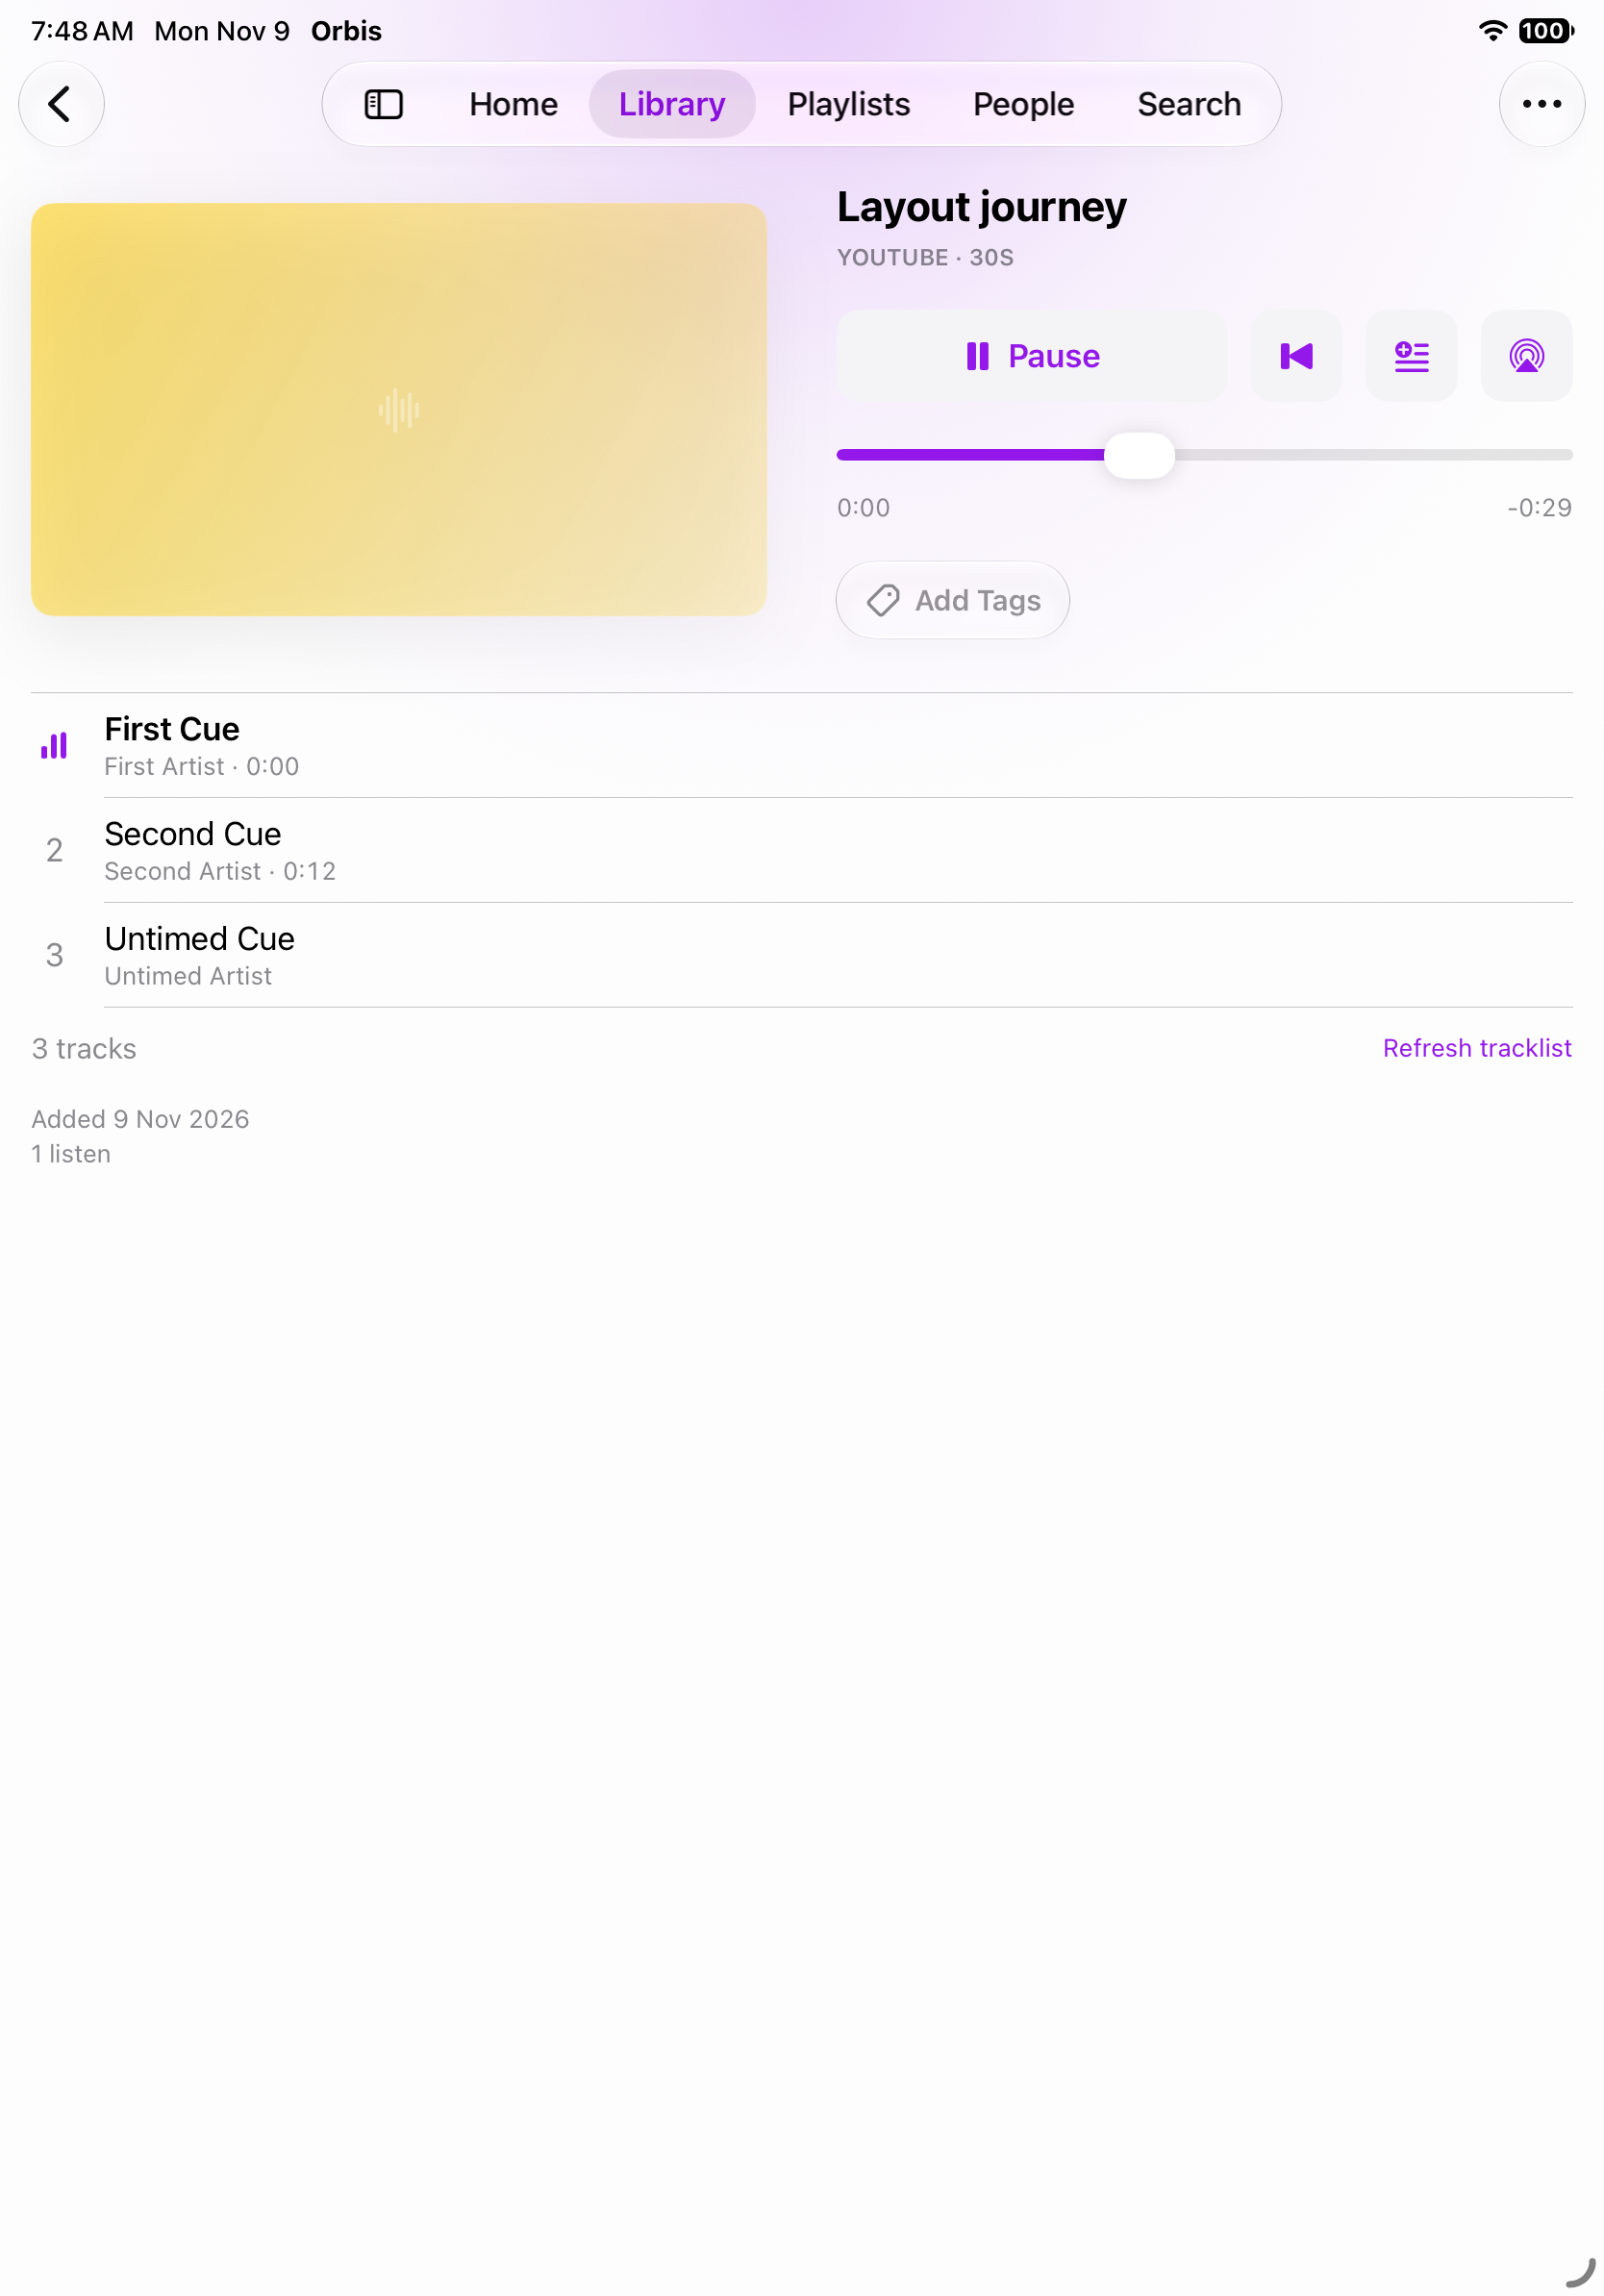 7:48 AM Mon Nov 9 Orbis
100
Home Library Playlists People Search
Layout journey
YOUTUBE · 30S
Pause
0:00 -0:29
Add Tags
First Cue
First Artist · 0:00
2 Second Cue
Second Artist · 0:12
3 Untimed Cue
Untimed Artist
3 tracks Refresh tracklist
Added 9 Nov 2026
1 listen